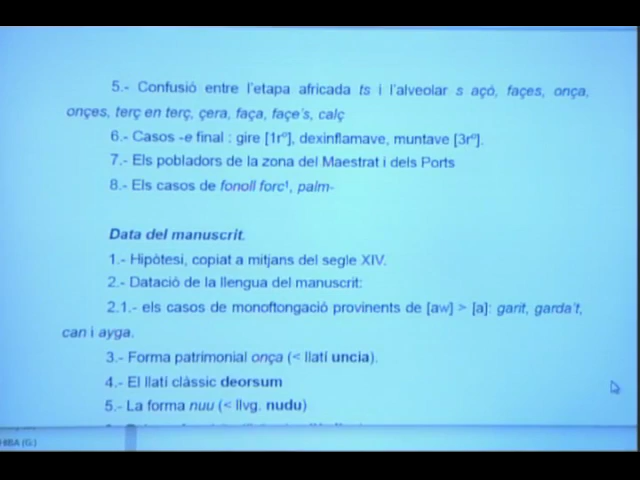 5.- Confusió entre l'etapa africada ts i l'alveolar s açó, façes, onça,
onçes, terç en terç, çera, faça, façe's, calç
6.- Casos -e final : gire [1rº], dexinflamave, muntave [3rº].
7.- Els pobladors de la zona del Maestrat i dels Ports
8.- Els casos de fonoll forc¹, palm-
Data del manuscrit.
1.- Hipòtesi, copiat a mitjans del segle XIV.
2.- Datació de la llengua del manuscrit:
2.1.- els casos de monoftongació provinents de [aw] > [a]: garit, garda't,
can i ayga.
3.- Forma patrimonial onça (< llatí uncia).
4.- El llatí clàssic deorsum
5.- La forma nuu (< llvg. nudu)
HIBA (G:)